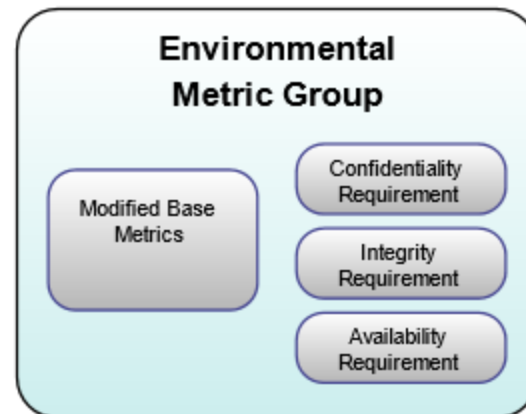 Environmental
Metric Group
Modified Base
Metrics
Confidentiality
Requirement
Integrity
Requirement
Availability
Requirement